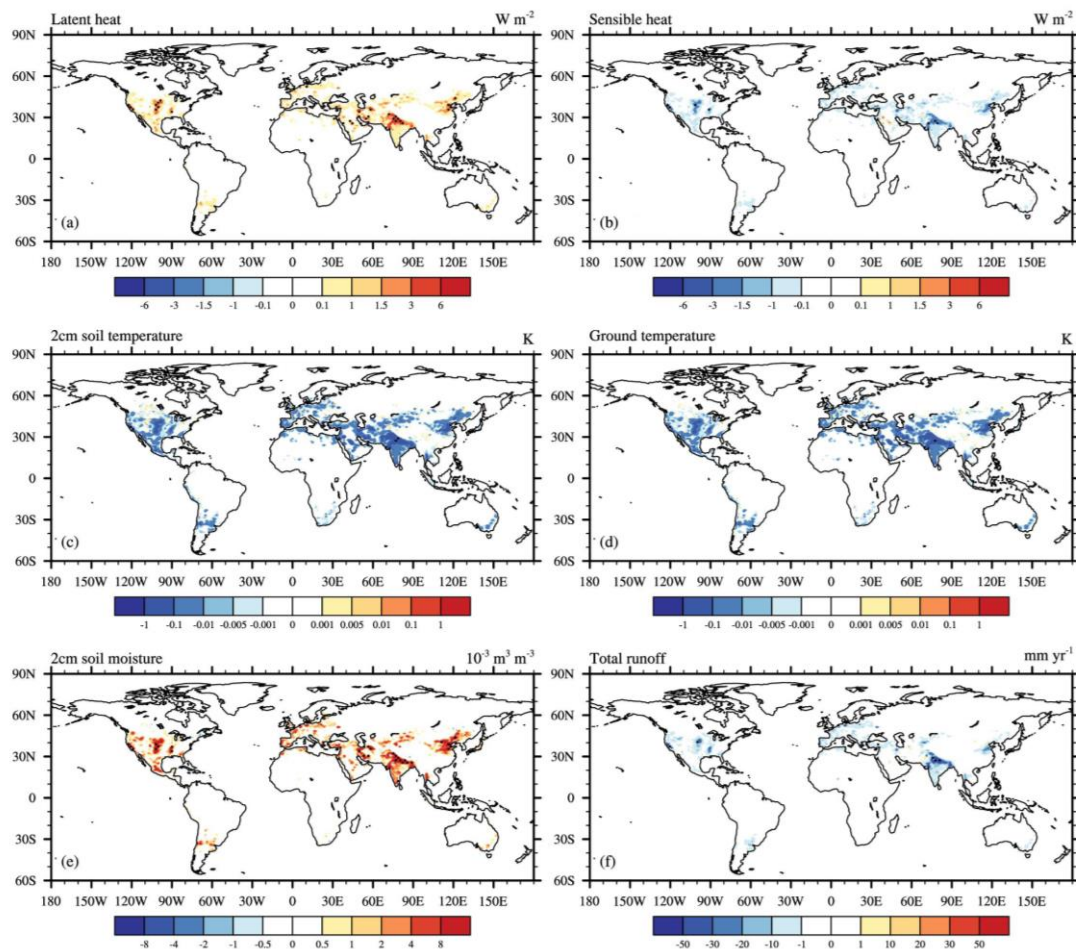 Latent heat W m-2
90N
60N
30N
0
30S
(a)
60S
180 150W 120W 90W 60W 30W 0 30E 60E 90E 120E 150E
-6 -3 -1.5 -1 -0.1 0 0.1 1 1.5 3 6
Sensible heat W m-2
90N
60N
30N
0
30S
(b)
60S
180 150W 120W 90W 60W 30W 0 30E 60E 90E 120E 150E
-6 -3 -1.5 -1 -0.1 0 0.1 1 1.5 3 6
2cm soil temperature K
90N
60N
30N
0
30S
(c)
60S
180 150W 120W 90W 60W 30W 0 30E 60E 90E 120E 150E
-1 -0.1 -0.01 -0.005 -0.001 0 0.001 0.005 0.01 0.1 1
Ground temperature K
90N
60N
30N
0
30S
(d)
60S
180 150W 120W 90W 60W 30W 0 30E 60E 90E 120E 150E
-1 -0.1 -0.01 -0.005 -0.001 0 0.001 0.005 0.01 0.1 1
2cm soil moisture 10-3 m3 m-3
90N
60N
30N
0
30S
(e)
60S
180 150W 120W 90W 60W 30W 0 30E 60E 90E 120E 150E
-8 -4 -2 -1 -0.5 0 0.5 1 2 4 8
Total runoff mm yr-1
90N
60N
30N
0
30S
(f)
60S
180 150W 120W 90W 60W 30W 0 30E 60E 90E 120E 150E
-50 -30 -20 -10 -1 0 1 10 20 30 50